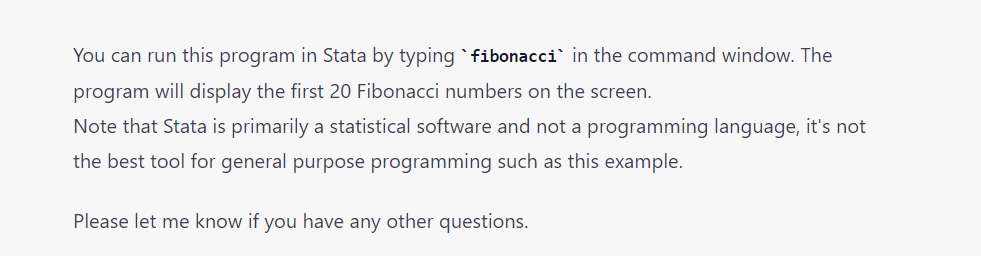 You can run this program in Stata by typing `fibonacci` in the command window. The
program will display the first 20 Fibonacci numbers on the screen.
Note that Stata is primarily a statistical software and not a programming language, it's not
the best tool for general purpose programming such as this example.
Please let me know if you have any other questions.